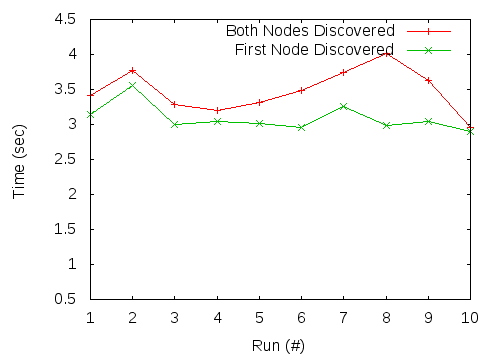 4.5
4
3.5
3
2.5
2
1.5
1
0.5
Time (sec)
Both Nodes Discovered
First Node Discovered
1 2 3 4 5 6 7 8 9 10
Run (#)